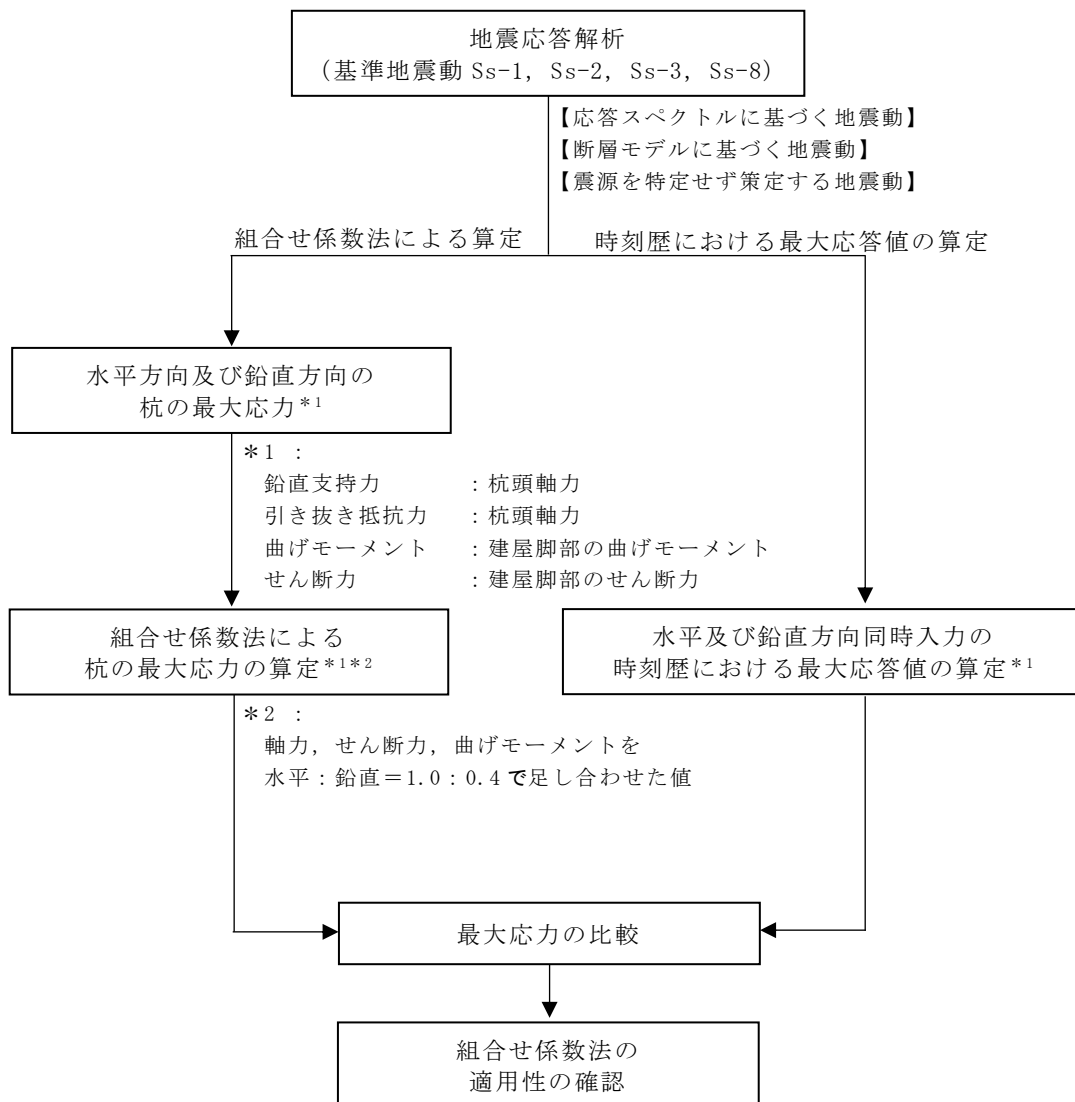 地震応答解析
（基準地震動 Ss-1, Ss-2, Ss-3, Ss-8）
【応答スペクトルに基づく地震動】
【断層モデルに基づく地震動】
【震源を特定せず策定する地震動】
組合せ係数法による算定
時刻歴における最大応答値の算定
水平方向及び鉛直方向の
杭の最大応力*1
＊1 ：
鉛直支持力 ：杭頭軸力
引き抜き抵抗力 ：杭頭軸力
曲げモーメント ：建屋脚部の曲げモーメント
せん断力 ：建屋脚部のせん断力
組合せ係数法による
杭の最大応力の算定*1*2
水平及び鉛直方向同時入力の
時刻歴における最大応答値の算定*1
＊2 ：
軸力，せん断力，曲げモーメントを
水平：鉛直＝1.0：0.4で足し合わせた値
最大応力の比較
組合せ係数法の
適用性の確認